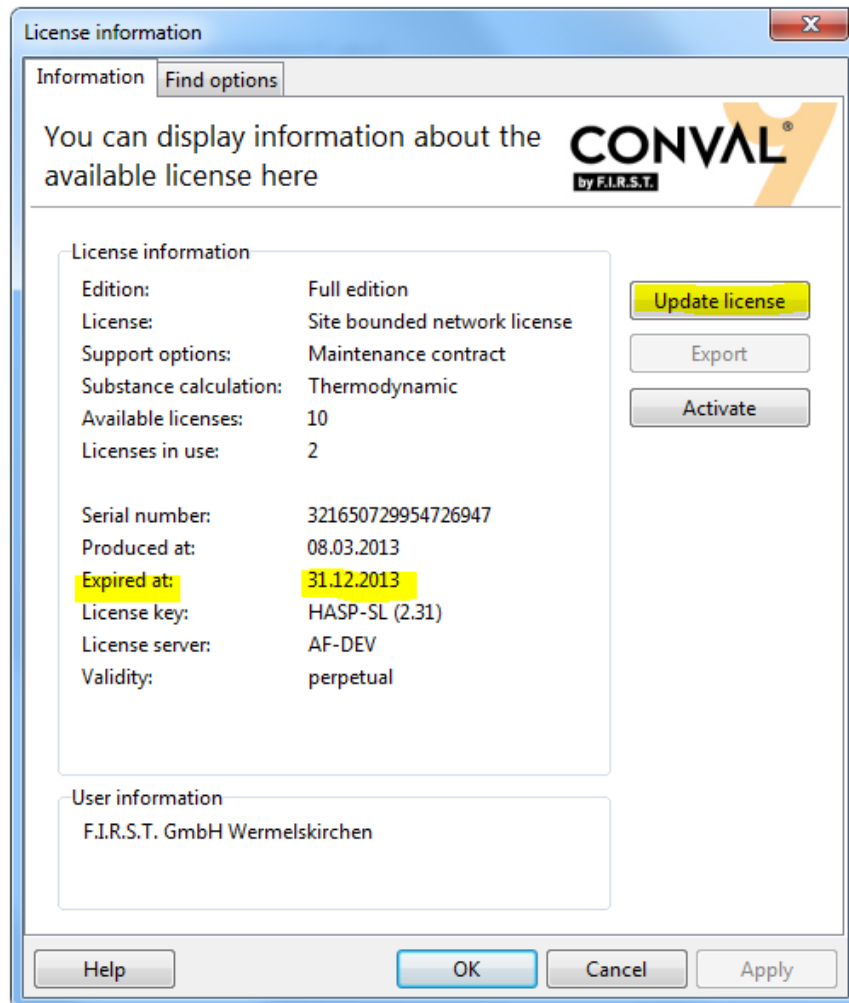 License information
Information
Find options
You can display information about the
available license here
CONVAL®
by F.I.R.S.T.
License information
Edition: Full edition
License: Site bounded network license
Support options: Maintenance contract
Substance calculation: Thermodynamic
Available licenses: 10
Licenses in use: 2
Serial number: 321650729954726947
Produced at: 08.03.2013
Expired at: 31.12.2013
License key: HASP-SL (2.31)
License server: AF-DEV
Validity: perpetual
Update license
Export
Activate
User information
F.I.R.S.T. GmbH Wermelskirchen
Help
OK
Cancel
Apply